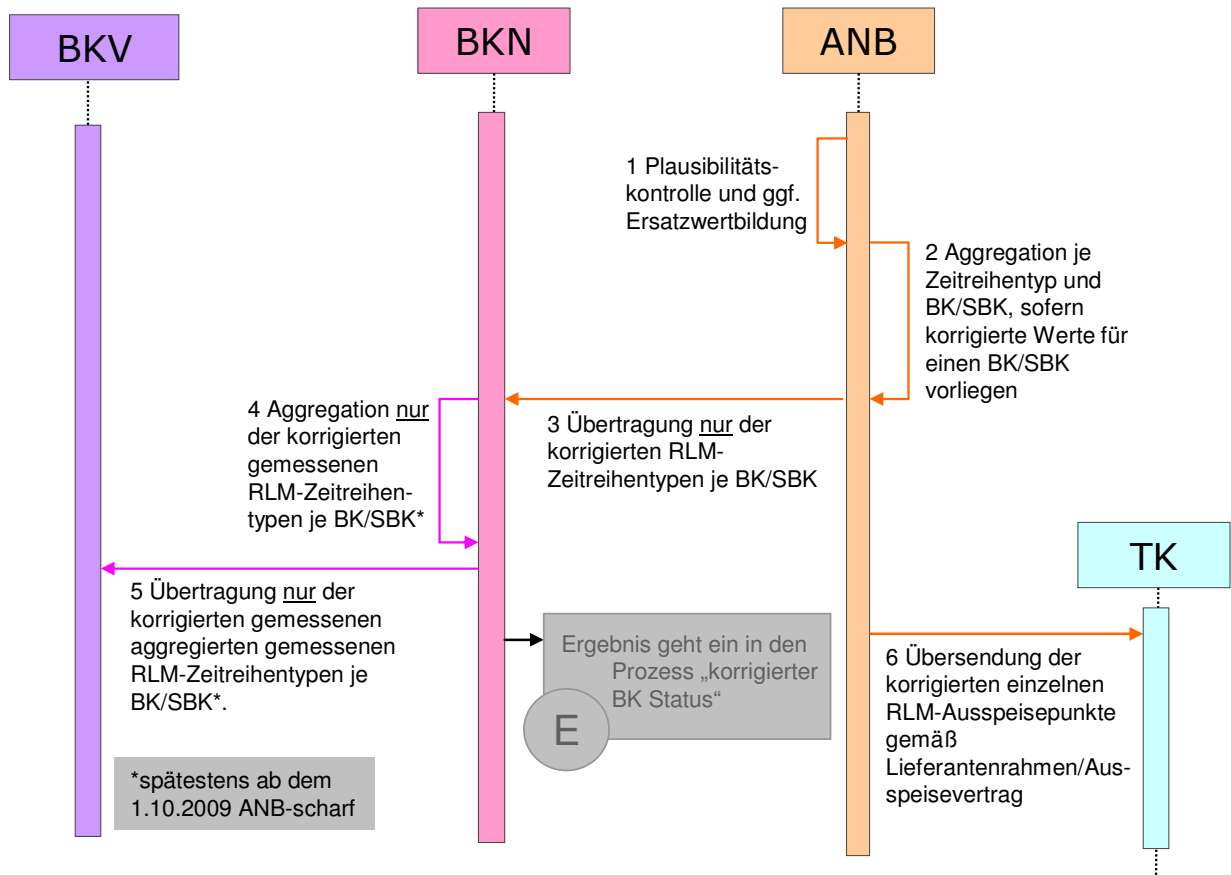 BKV
BKN
ANB
1 Plausibilitäts-
kontrolle und ggf.
Ersatzwertbildung
2 Aggregation je
Zeitreihentyp und
BK/SBK, sofern
korrigierte Werte für
einen BK/SBK
vorliegen
3 Übertragung nur der
korrigierten RLM-
Zeitreihentypen je BK/SBK
4 Aggregation nur
der korrigierten
gemessenen
RLM-Zeitreihen-
typen je BK/SBK*
TK
5 Übertragung nur der
korrigierten gemessenen
aggregierten gemessenen
RLM-Zeitreihentypen je
BK/SBK*.
Ergebnis geht ein in den
Prozess „korrigierter
BK Status“
E
6 Übersendung der
korrigierten einzelnen
RLM-Ausspeisepunkte
gemäß
Lieferantenrahmen/Aus-
speisevertrag
*spätestens ab dem
1.10.2009 ANB-scharf